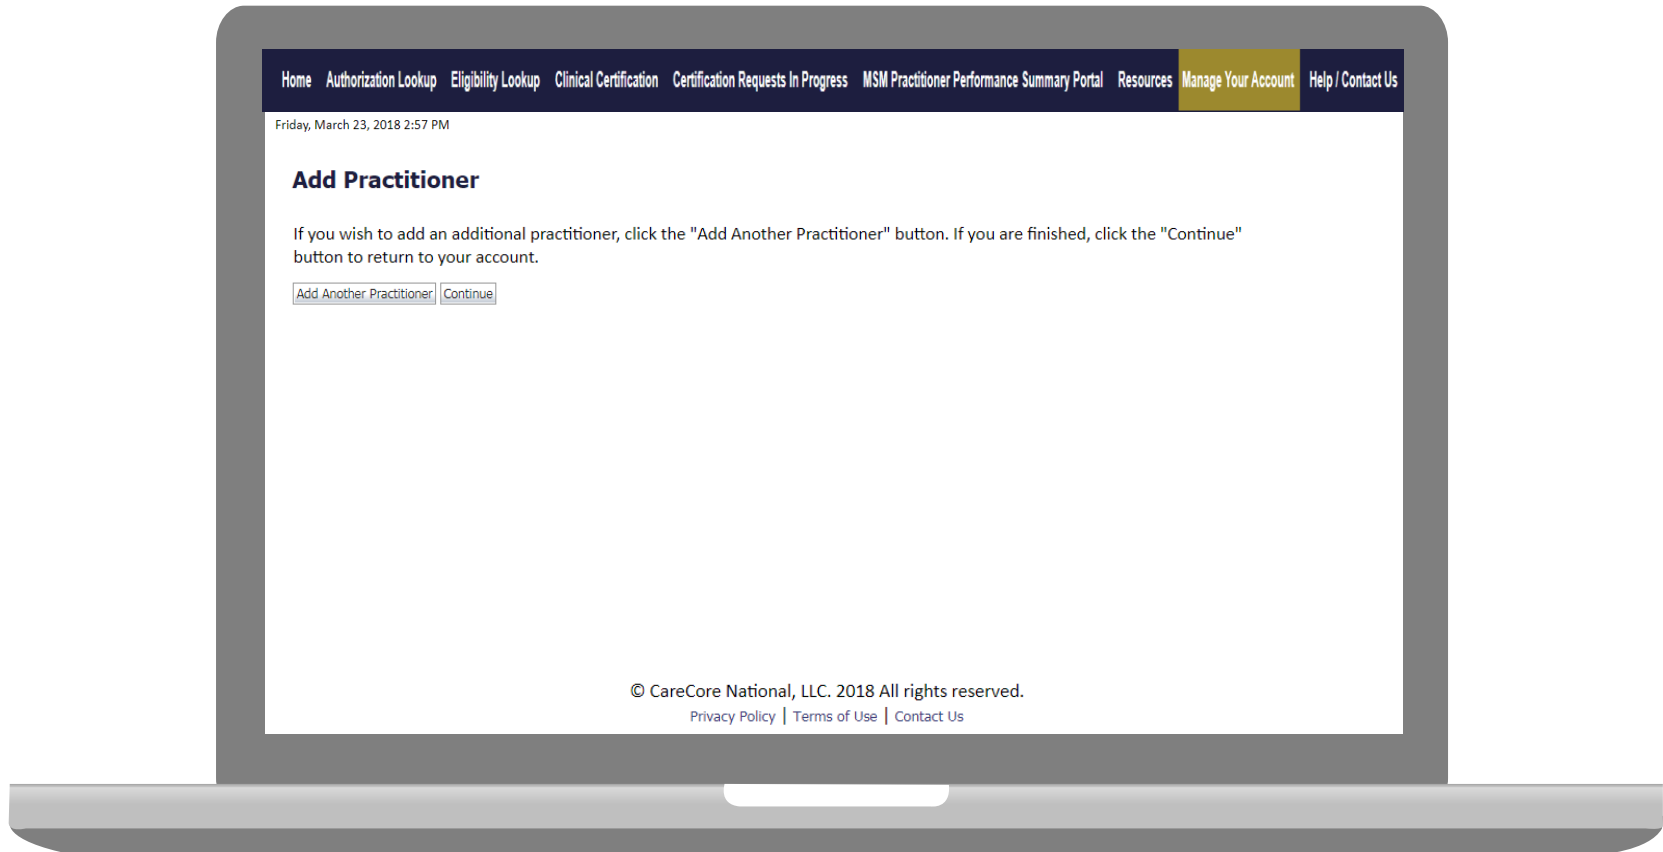 Home Authorization Lookup Eligibility Lookup Clinical Certification Certification Requests In Progress MSM Practitioner Performance Summary Portal Resources Manage Your Account Help / Contact Us
Friday, March 23, 2018 2:57 PM
Add Practitioner
If you wish to add an additional practitioner, click the "Add Another Practitioner" button. If you are finished, click the "Continue"
button to return to your account.
Add Another Practitioner Continue
© CareCore National, LLC. 2018 All rights reserved.
Privacy Policy | Terms of Use | Contact Us